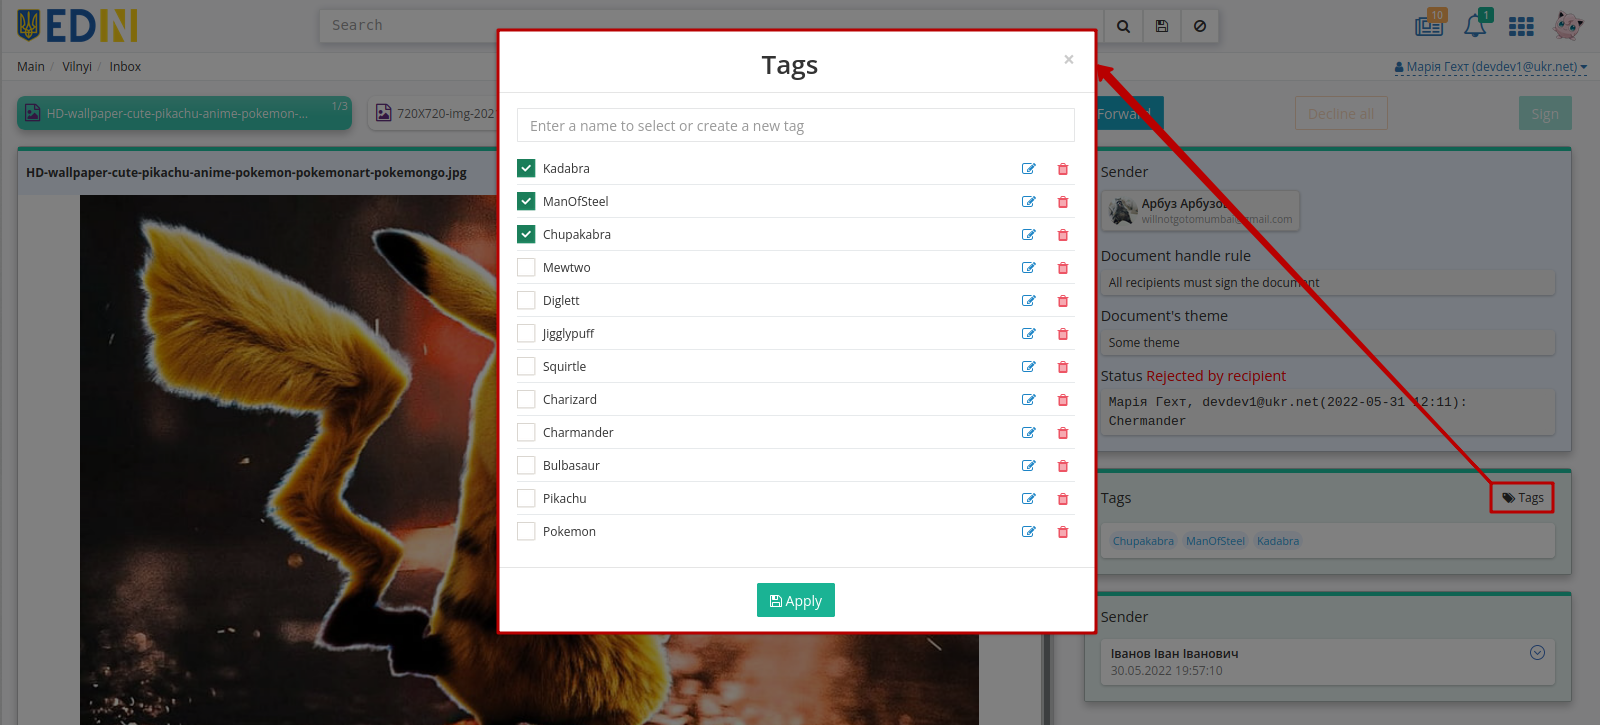 EDIN
Search
10
1
Main / Vilnyi / Inbox
Марія Гехт (devdev1@ukr.net)
HD-wallpaper-cute-pikachu-anime-pokemon-...
1/3
720X720-img-202
Forward
Decline all
Sign
HD-wallpaper-cute-pikachu-anime-pokemon-pokemonart-pokemongo.jpg
Tags
×
Enter a name to select or create a new tag
Kadabra
ManOfSteel
Chupakabra
Mewtwo
Diglett
Jigglypuff
Squirtle
Charizard
Charmander
Bulbasaur
Pikachu
Pokemon
Apply
Sender
Арбуз Арбузов
willnotgotomumbai@gmail.com
Document handle rule
All recipients must sign the document
Document's theme
Some theme
Status Rejected by recipient
Марія Гехт, devdev1@ukr.net(2022-05-31 12:11):
Chermander
Tags
Tags
Chupakabra ManOfSteel Kadabra
Sender
Іванов Іван Іванович
30.05.2022 19:57:10